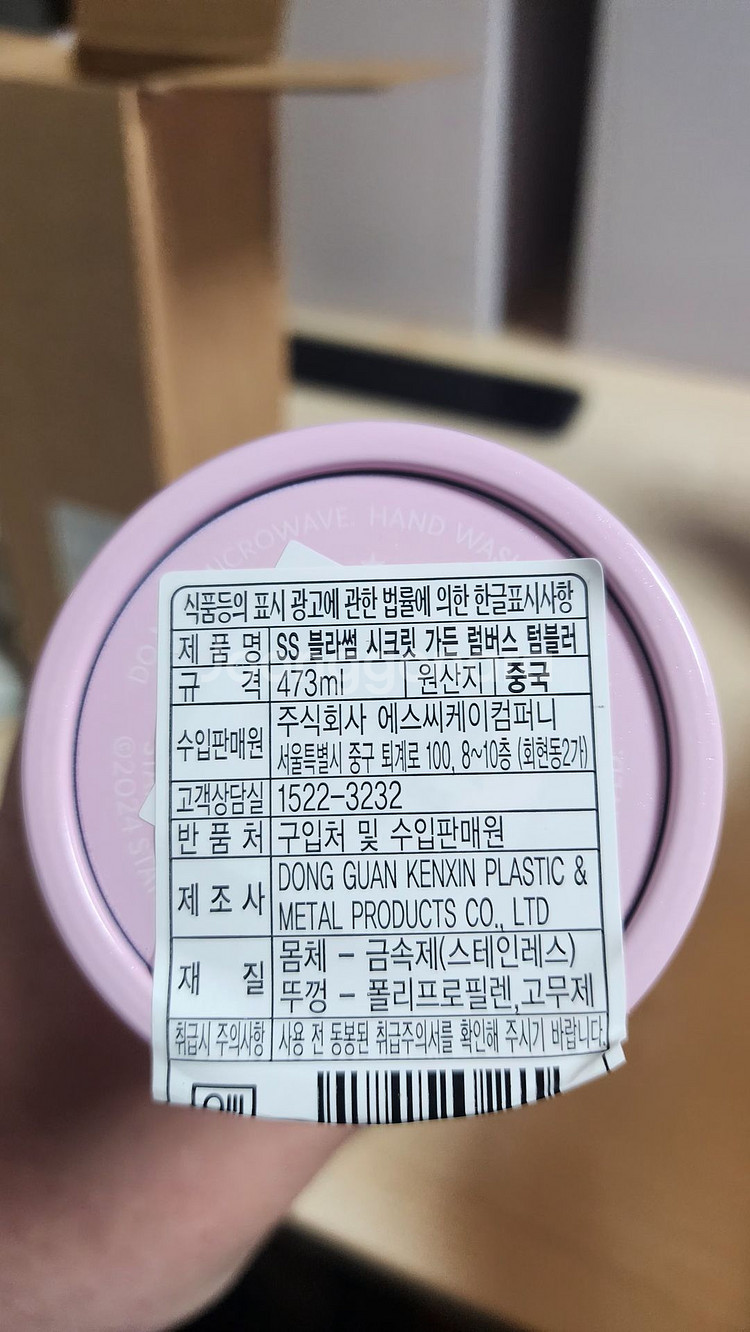 MICROWAVE. HAND WASH
DO
©2024
식품등의 표시 광고에 관한 법률에 의한 한글표시사항
제 품 명 SS 블라썸 시크릿 가든 럼버스 텀블러
규 격 473ml 원산지 중국
수입판매원 주식회사 에스씨케이컴퍼니
서울특별시 중구 퇴계로 100, 8~10층 (회현동2가)
고객상담실 1522-3232
반 품 처 구입처 및 수입판매원
제 조 사 DONG GUAN KENXIN PLASTIC &
METAL PRODUCTS CO., LTD
재 질 몸체 - 금속제(스테인레스)
뚜껑 - 폴리프로필렌,고무제
취급시 주의사항 사용 전 동봉된 취급주의서를 확인해 주시기 바랍니다.